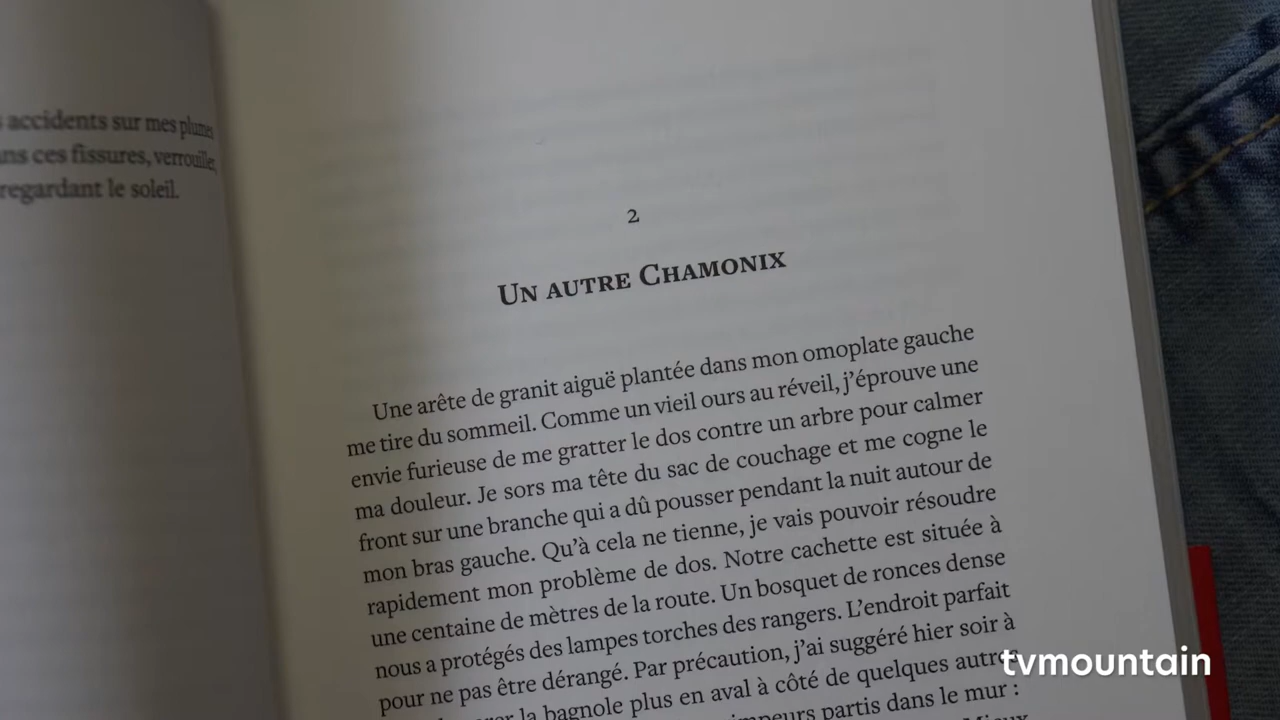 accidents sur mes plumes
ces fissures, verrouillés,
regardant le soleil.
2
Un autre Chamonix
Une arête de granit aiguë plantée dans mon omoplate gauche
me tire du sommeil. Comme un vieil ours au réveil, j'éprouve une
envie furieuse de me gratter le dos contre un arbre pour calmer
ma douleur. Je sors ma tête du sac de couchage et me cogne le
front sur une branche qui a dû pousser pendant la nuit autour de
mon bras gauche. Qu'à cela ne tienne, je vais pouvoir résoudre
rapidement mon problème de dos. Notre cachette est située à
une centaine de mètres de la route. Un bosquet de ronces dense
nous a protégés des lampes torches des rangers. L'endroit parfait
pour ne pas être dérangé. Par précaution, j'ai suggéré hier soir à
la bagnole plus en aval à côté de quelques autres
partis dans le mur :
tvmountain